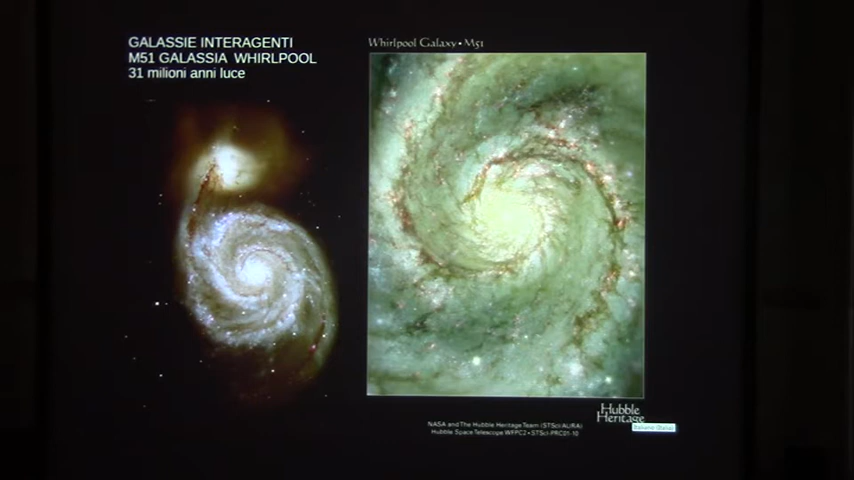 GALASSIE INTERAGENTI
M51 GALASSIA WHIRLPOOL
31 milioni anni luce
Whirlpool Galaxy • M51
Hubble
Heritage
NASA and The Hubble Heritage Team (STScI/AURA)
Hubble Space Telescope WFPC2 • STScI-PRC01-10